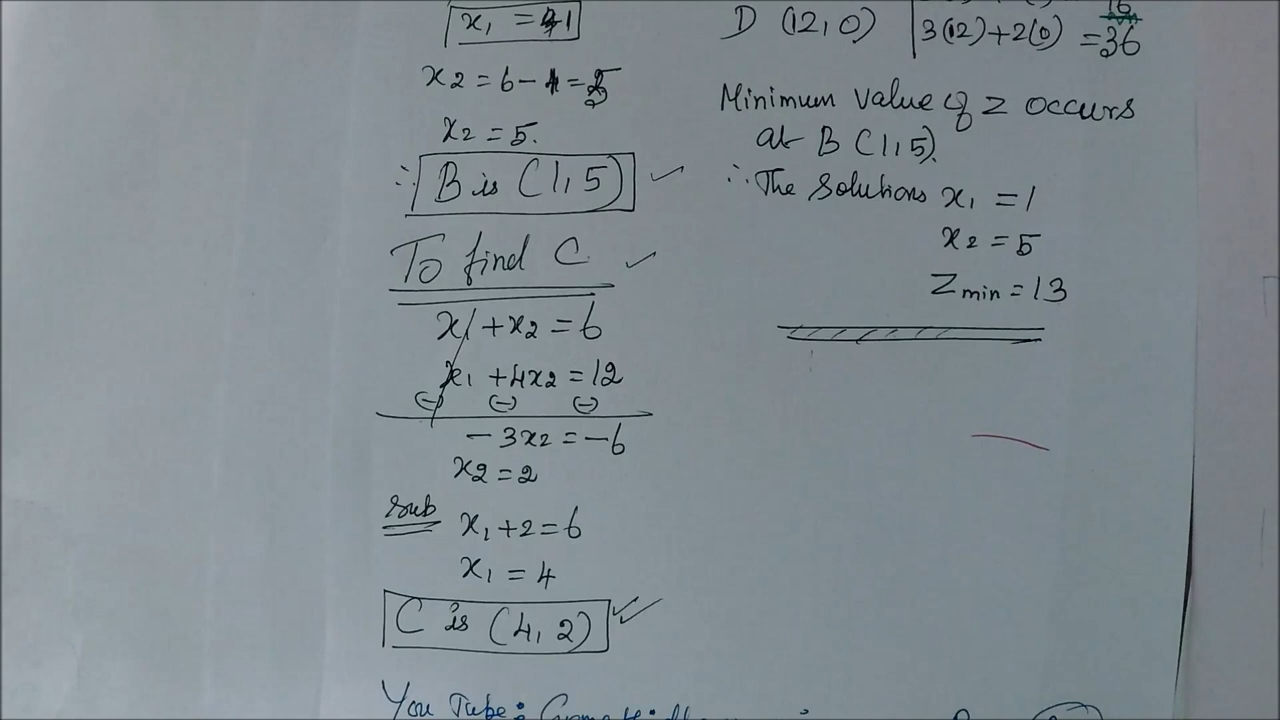 x₁ = 1
x₂ = 6 - 1 = 5
x₂ = 5.
∴ B is (1, 5)
To find C
x₁ + x₂ = 6
x₁ + 4x₂ = 12
(-) (-) (-)
- 3x₂ = -6
x₂ = 2
Sub x₁ + 2 = 6
x₁ = 4
C is (4, 2)
You Tube:
16
D (12, 0) 3(12)+2(0) = 36
Minimum value of z occurs
at B (1, 5).
∴ The solutions x₁ = 1
x₂ = 5
Zmin = 13